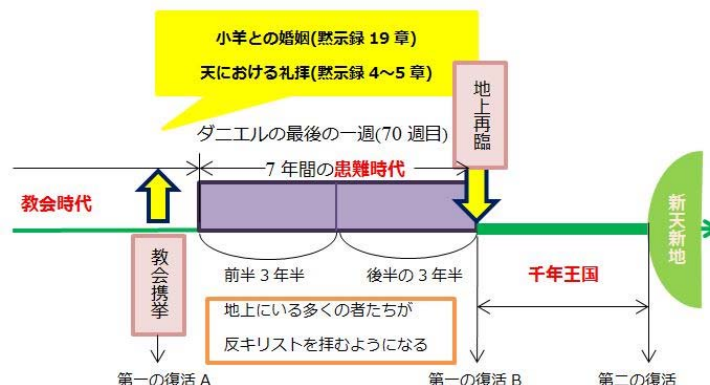 小羊との婚姻(黙示録 19 章)
天における礼拝(黙示録 4～5 章)
地上再臨
ダニエルの最後の一週(70 週目)
7 年間の患難時代
教会時代
新天新地
教会携挙
前半 3 年半
後半の 3 年半
千年王国
地上にいる多くの者たちが
反キリストを拝むようになる
第一の復活 A
第一の復活 B
第二の復活